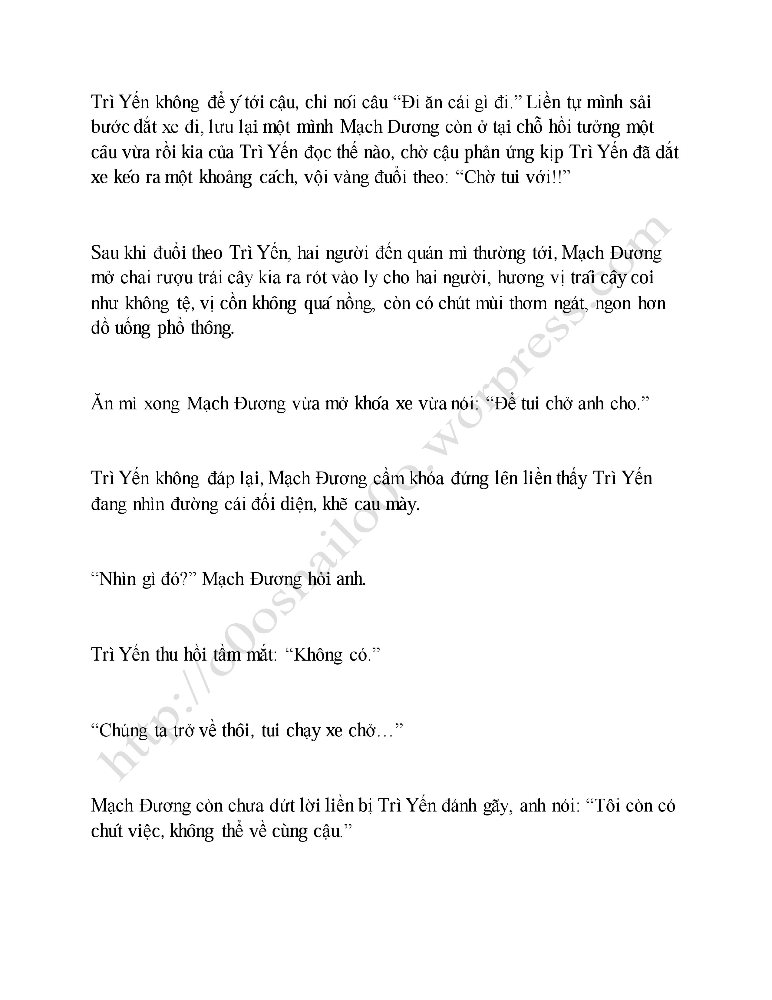 Trì Yến không để ý tới cậu, chỉ nói câu “Đi ăn cái gì đi.” Liền tự mình sải
bước dắt xe đi, lưu lại một mình Mạch Đương còn ở tại chỗ hồi tưởng một
câu vừa rồi kia của Trì Yến đọc thế nào, chờ cậu phản ứng kịp Trì Yến đã dắt
xe kéo ra một khoảng cách, vội vàng đuổi theo: “Chờ tui với!!”
Sau khi đuổi theo Trì Yến, hai người đến quán mì thường tới, Mạch Đương
mở chai rượu trái cây kia ra rót vào ly cho hai người, hương vị trái cây coi
như không tệ, vị cồn không quá nồng, còn có chút mùi thơm ngát, ngon hơn
đồ uống phổ thông.
Ăn mì xong Mạch Đương vừa mở khóa xe vừa nói: “Để tui chở anh cho.”
Trì Yến không đáp lại, Mạch Đương cầm khóa đứng lên liền thấy Trì Yến
đang nhìn đường cái đối diện, khẽ cau mày.
“Nhìn gì đó?” Mạch Đương hỏi anh.
Trì Yến thu hồi tầm mắt: “Không có.”
“Chúng ta trở về thôi, tui chạy xe chở…”
Mạch Đương còn chưa dứt lời liền bị Trì Yến đánh gãy, anh nói: “Tôi còn có
chút việc, không thể về cùng cậu.”
http://o0osnailo0o.worpress.com